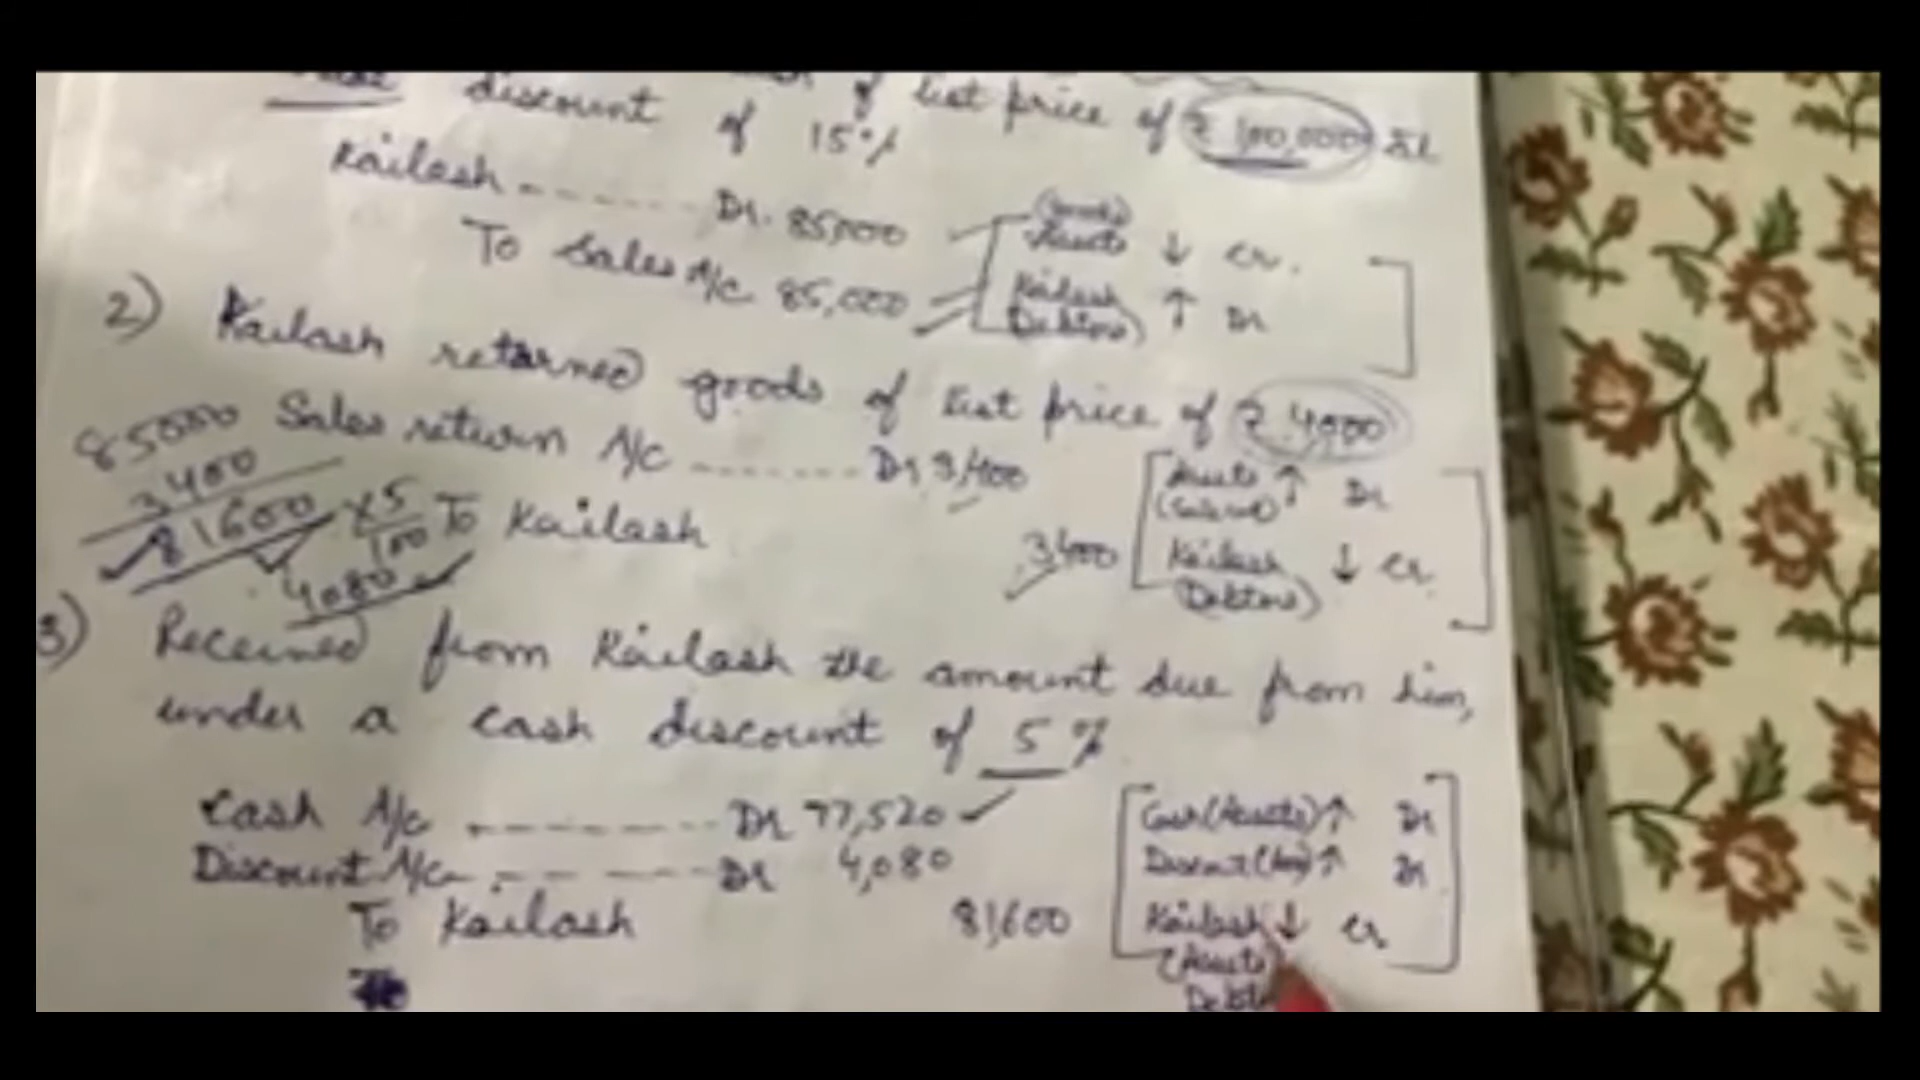 of list price of ₹ 100,000 at
discount of 15%
Kailash ------ Dr. 85,000
To Sales A/c 85,000
(Goods)
Assets ↓ Cr.
Kailash ↑ Dr
(Debtors)
2) Kailash returned goods of list price of ₹ 4,000
Sales return A/c ------ Dr 3,400
To Kailash 3400
85000
3400
81600 × 5/100
4080
Assets ↑ Dr
Kailash ↓ Cr.
(Debtors)
3) Received from Kailash the amount due from him,
under a cash discount of 5%
Cash A/c ------ Dr 77,520
Discount A/c ------ Dr 4,080
To Kailash 81,600
Cash (Assets) ↑ Dr
Discount ↑ Dr
Kailash ↓ Cr
(Assets